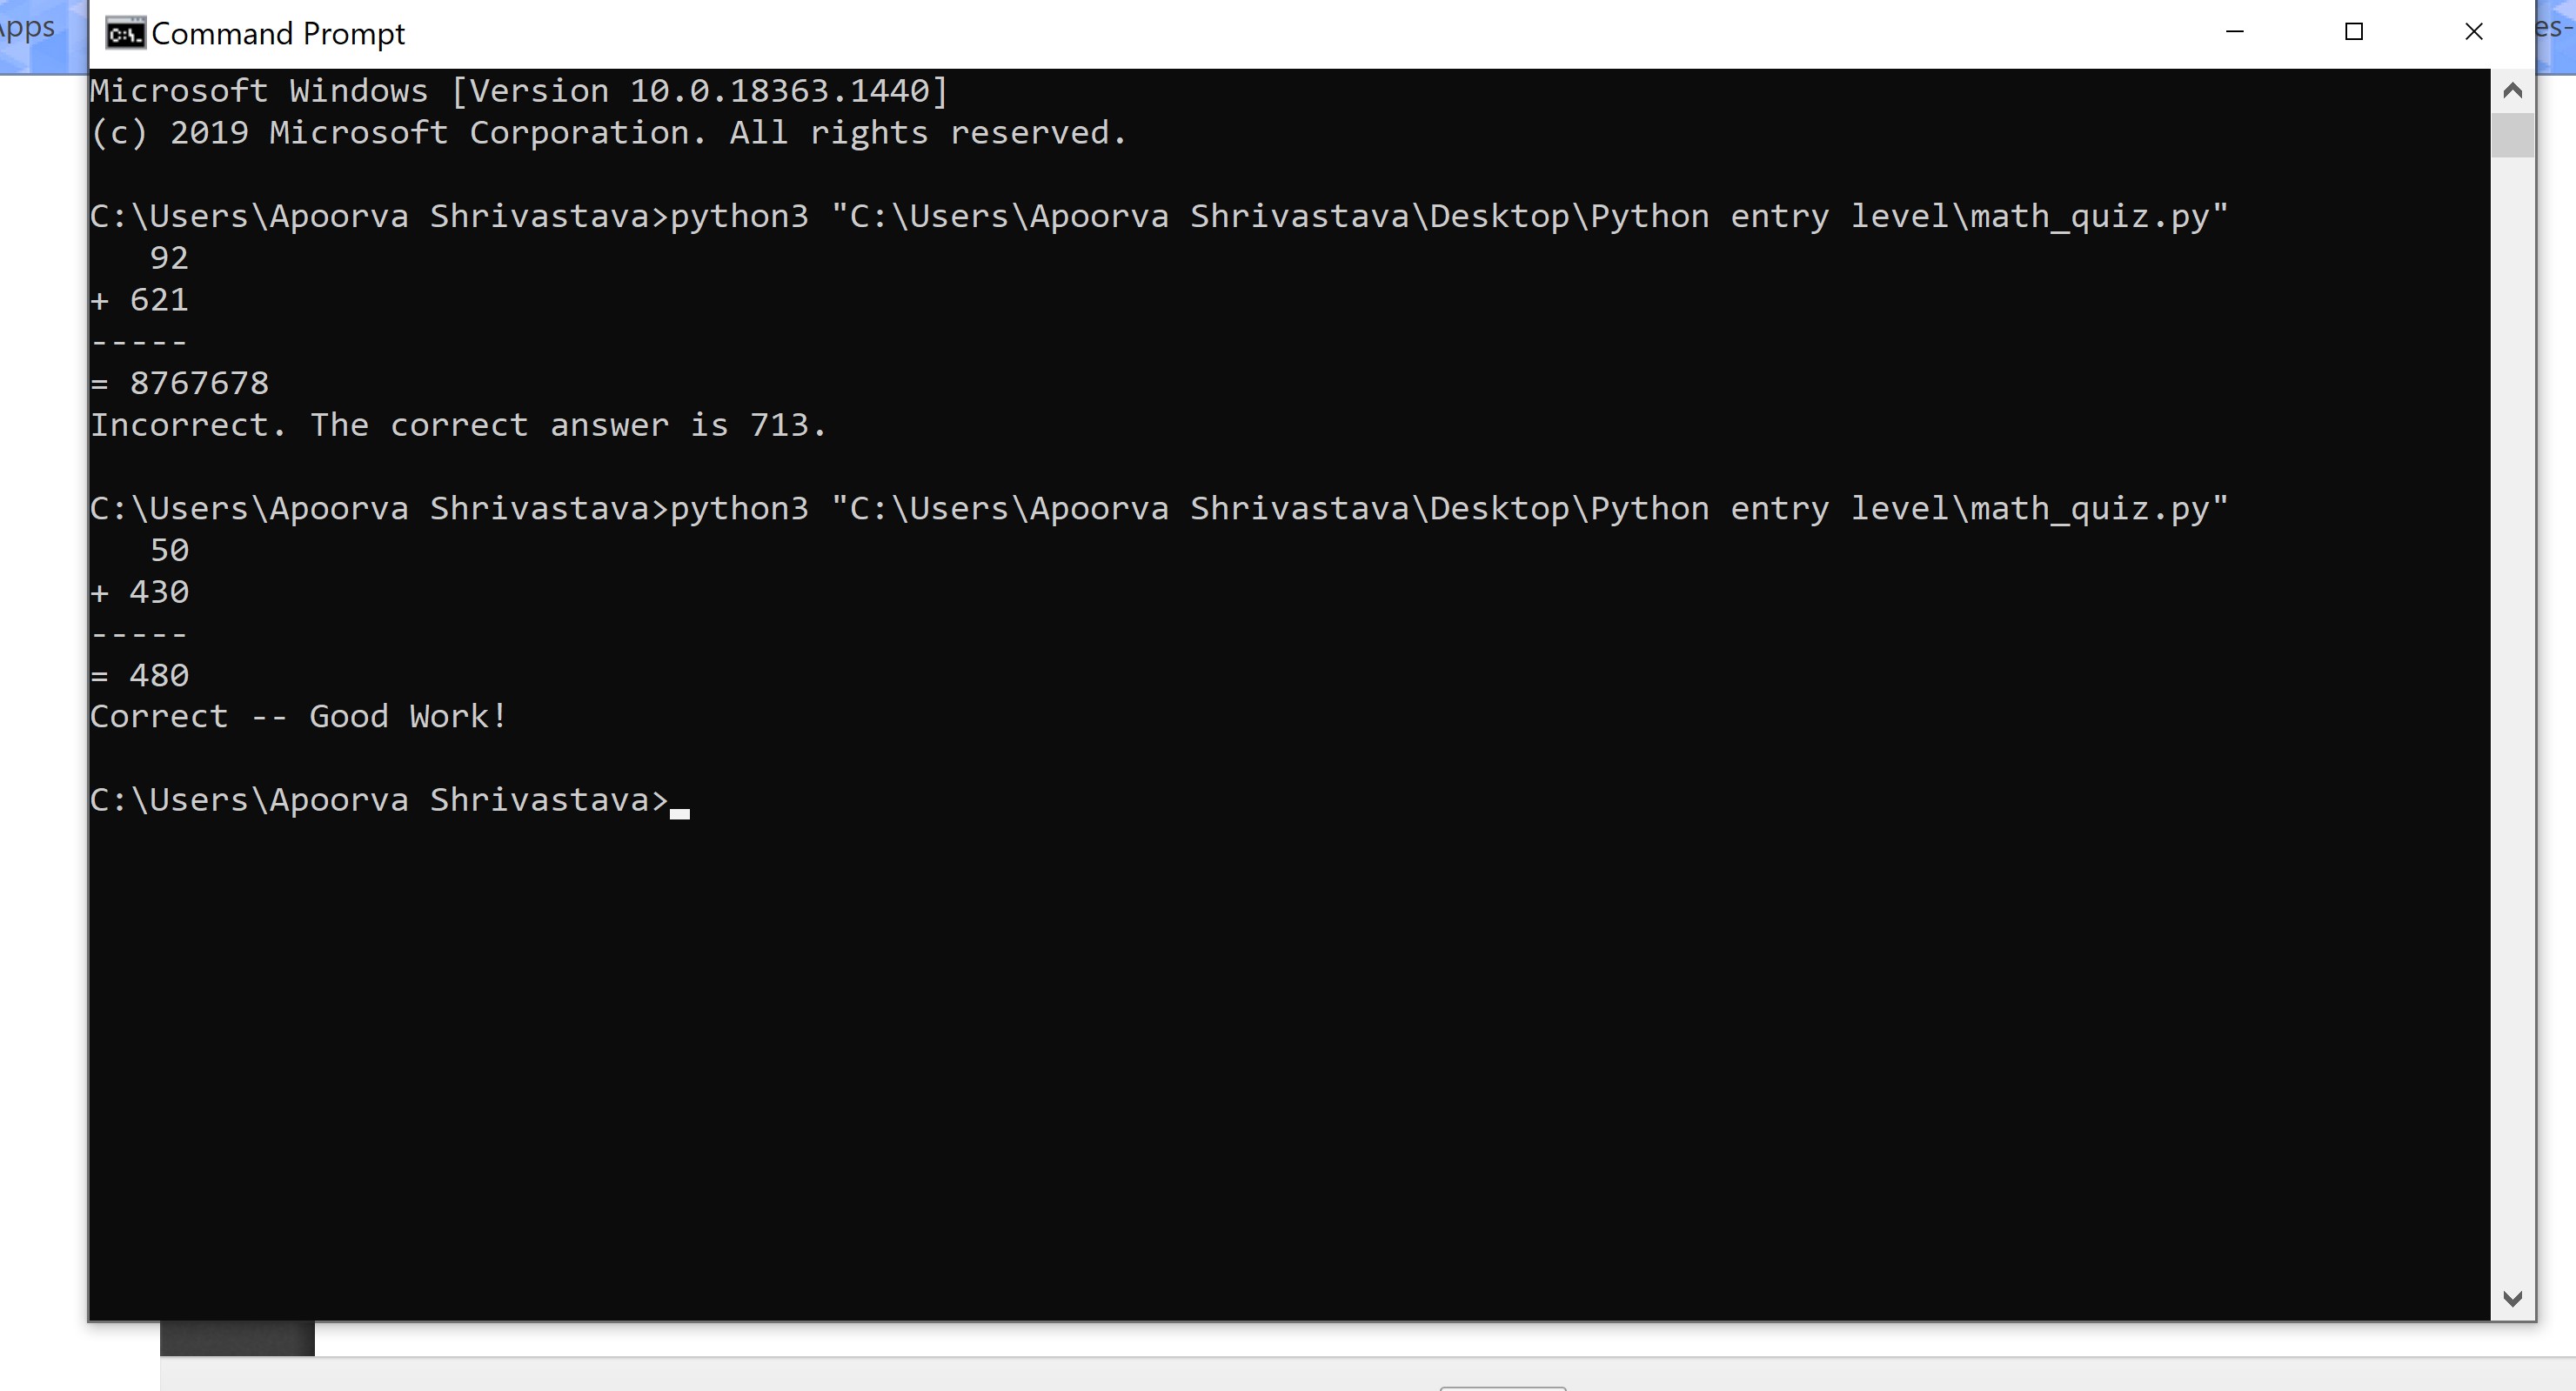 Apps
Command Prompt
es-
Microsoft Windows [Version 10.0.18363.1440]
(c) 2019 Microsoft Corporation. All rights reserved.
C:\Users\Apoorva Shrivastava>python3 "C:\Users\Apoorva Shrivastava\Desktop\Python entry level\math_quiz.py"
   92
+ 621
-----
= 8767678
Incorrect. The correct answer is 713.
C:\Users\Apoorva Shrivastava>python3 "C:\Users\Apoorva Shrivastava\Desktop\Python entry level\math_quiz.py"
   50
+ 430
-----
= 480
Correct -- Good Work!
C:\Users\Apoorva Shrivastava>